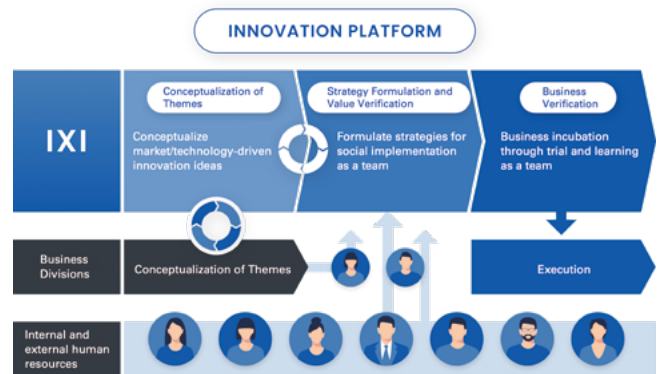 INNOVATION PLATFORM
IXI
Conceptualization of
Themes
Conceptualize
market/technology-driven
innovation ideas
Strategy Formulation and
Value Verification
Formulate strategies for
social implementation
as a team
Business
Verification
Business incubation
through trial and learning
as a team
Business
Divisions
Conceptualization of Themes
Execution
Internal and
external human
resources